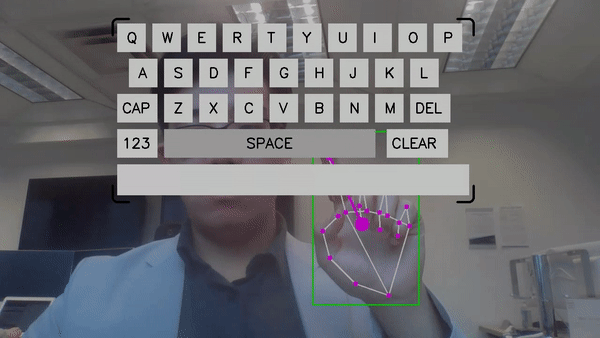 Q W E R T Y U I O P
A S D F G H J K L
CAP Z X C V B N M DEL
123 SPACE CLEAR